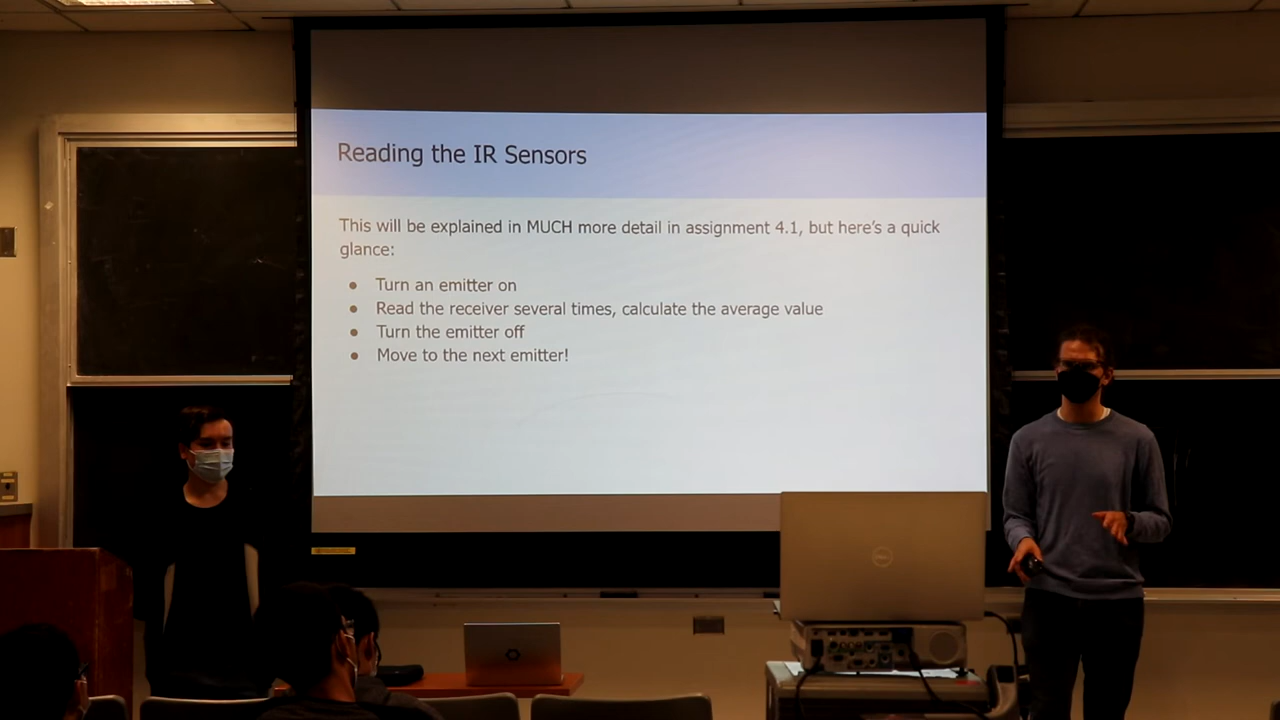 Reading the IR Sensors
This will be explained in MUCH more detail in assignment 4.1, but here's a quick
glance:
● Turn an emitter on
● Read the receiver several times, calculate the average value
● Turn the emitter off
● Move to the next emitter!
DELL